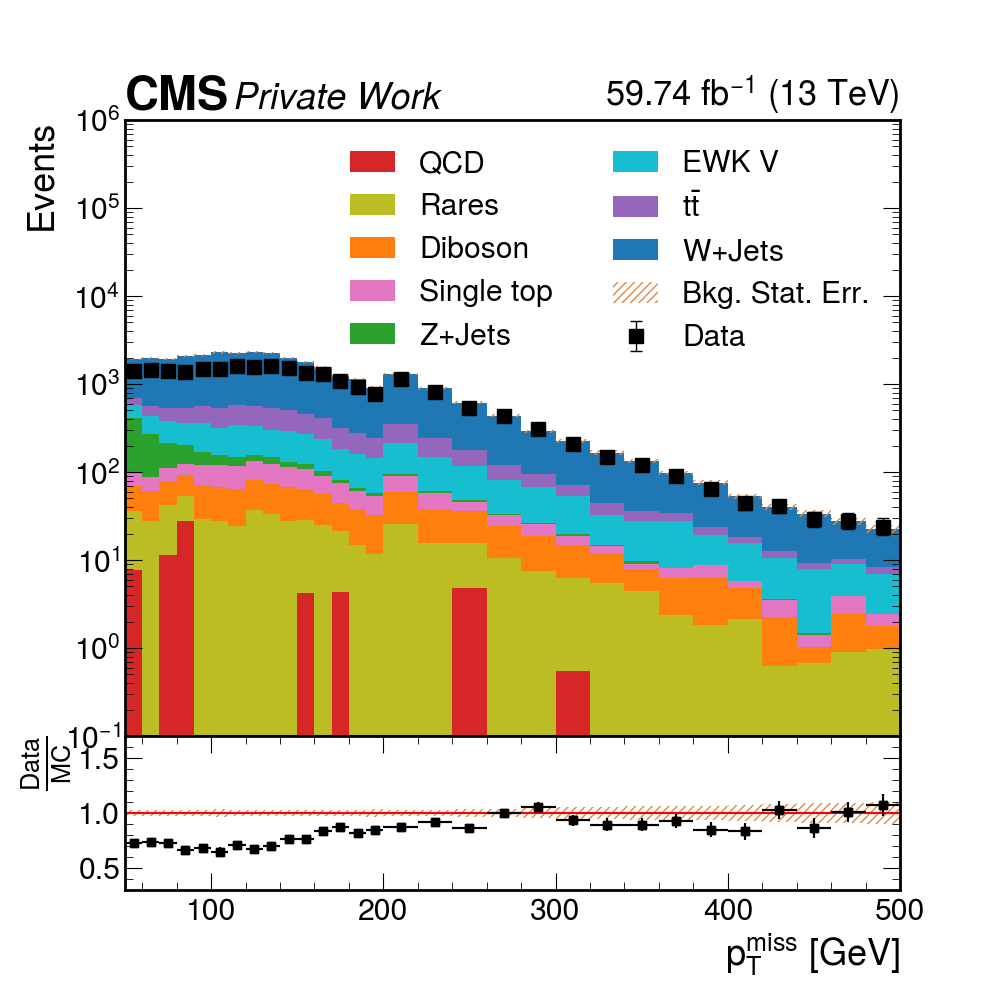 CMS Private Work 59.74 fb⁻¹ (13 TeV)
Events
10⁶
10⁵
10⁴
10³
10²
10¹
10⁰
10⁻¹
QCD
Rares
Diboson
Single top
Z+Jets
EWK V
tt̄
W+Jets
Bkg. Stat. Err.
Data
Data
MC
1.5
1.0
0.5
100 200 300 400 500
p_T^miss [GeV]